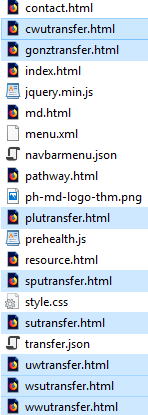 contact.html
cwutransfer.html
gonztransfer.html
index.html
jquery.min.js
md.html
menu.xml
navbarmenu.json
pathway.html
ph-md-logo-thm.png
plutransfer.html
prehealth.js
resource.html
sputransfer.html
style.css
sutransfer.html
transfer.json
uwtransfer.html
wsutransfer.html
wwutransfer.html